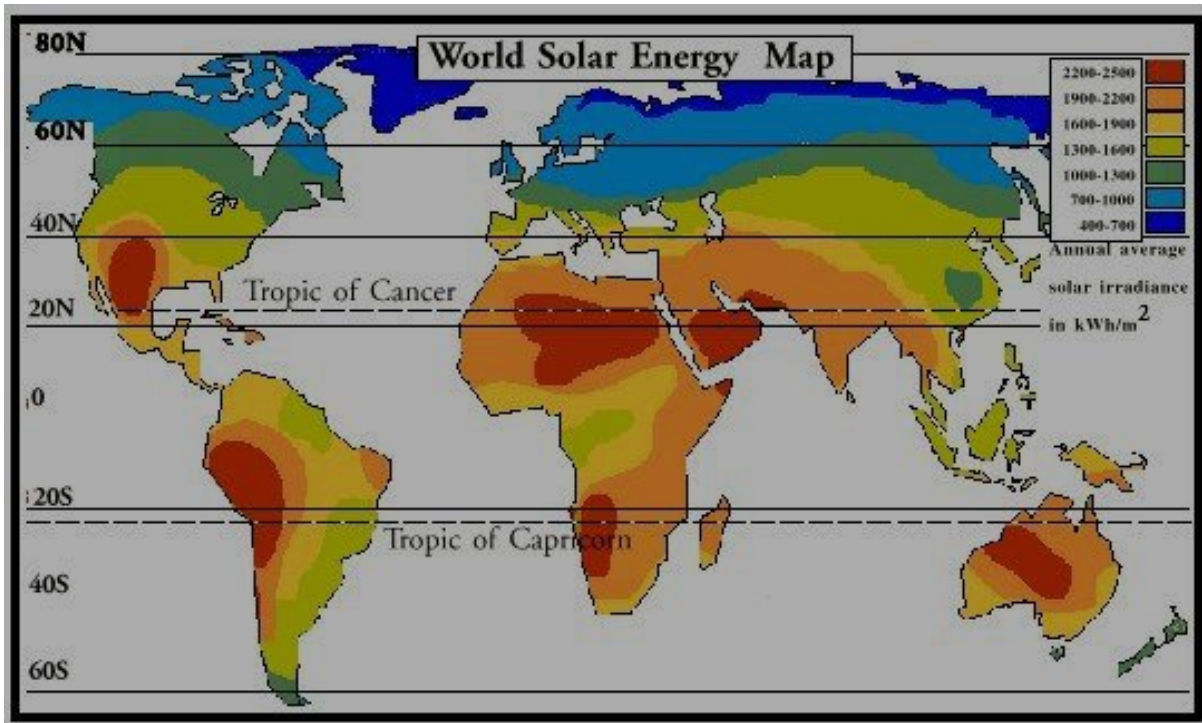 World Solar Energy Map
80N
60N
40N
20N
0
20S
40S
60S
Tropic of Cancer
Tropic of Capricorn
2200-2500
1900-2200
1600-1900
1300-1600
1000-1300
700-1000
400-700
Annual average
solar irradiance
in kWh/m²